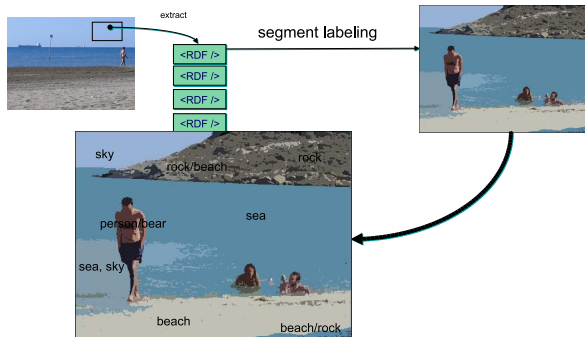 extract
segment labeling
<RDF />
<RDF />
<RDF />
<RDF />
sky
rock/beach
rock
person/bear
sea
sea, sky
beach
beach/rock